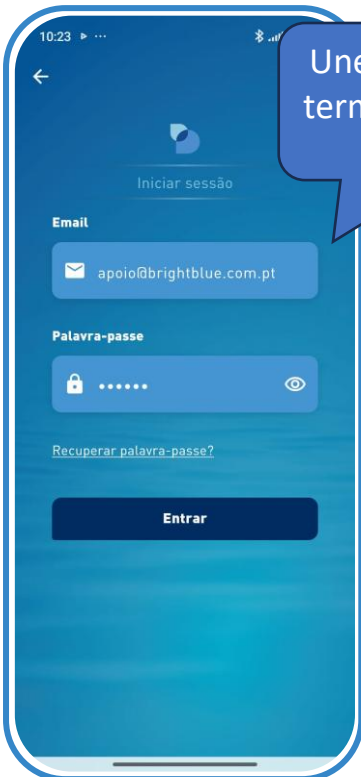 10:23
Iniciar sessão
Email
apoio@brightblue.com.pt
Palavra-passe
••••••
Recuperar palavra-passe?
Entrar